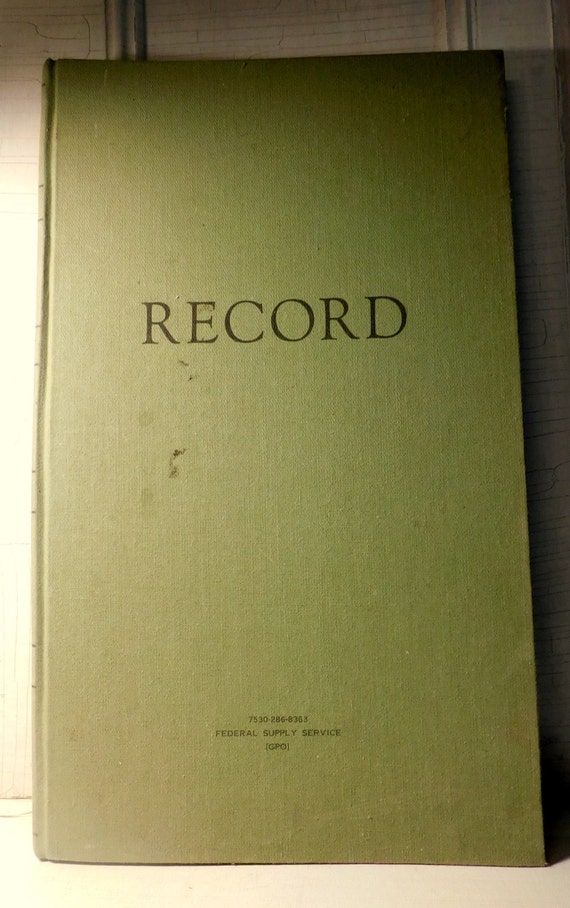 RECORD
7530-286-8363
FEDERAL SUPPLY SERVICE
(GPO)